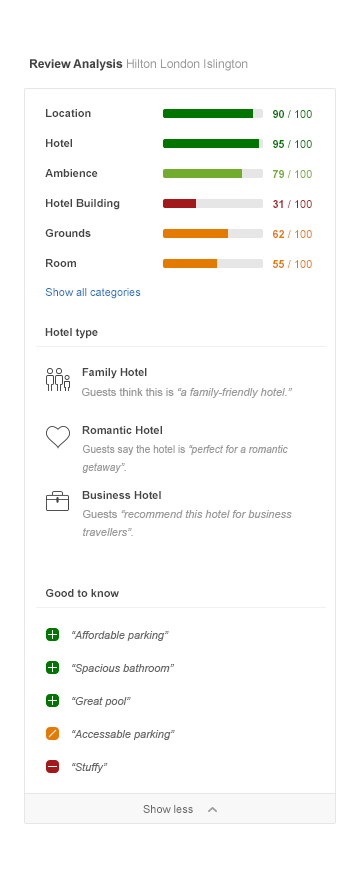 Review Analysis Hilton London Islington
Location 90 / 100
Hotel 95 / 100
Ambience 79 / 100
Hotel Building 31 / 100
Grounds 62 / 100
Room 55 / 100
Show all categories
Hotel type
Family Hotel
Guests think this is “a family-friendly hotel.”
Romantic Hotel
Guests say the hotel is “perfect for a romantic
getaway”.
Business Hotel
Guests “recommend this hotel for business
travellers”.
Good to know
“Affordable parking”
“Spacious bathroom”
“Great pool”
“Accessable parking”
“Stuffy”
Show less